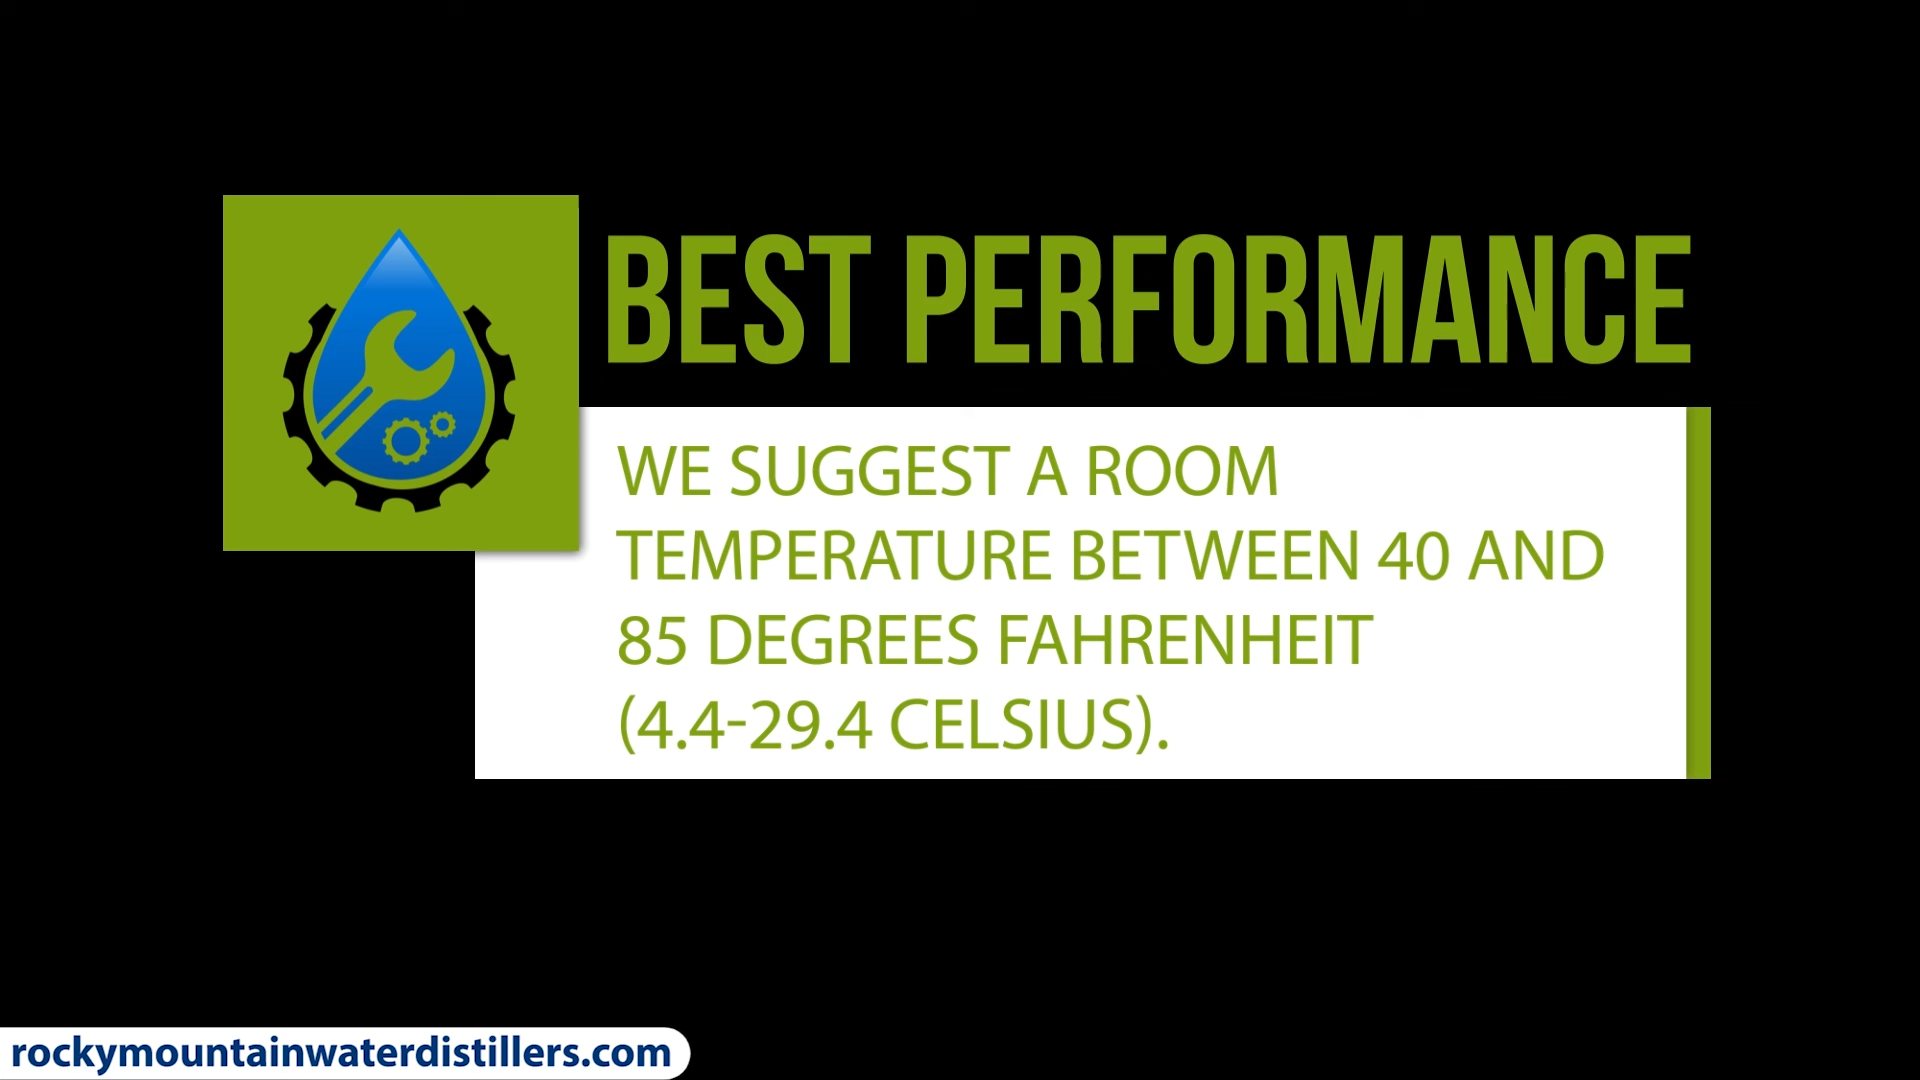 BEST PERFORMANCE
WE SUGGEST A ROOM
TEMPERATURE BETWEEN 40 AND
85 DEGREES FAHRENHEIT
(4.4-29.4 CELSIUS).
rockymountainwaterdistillers.com